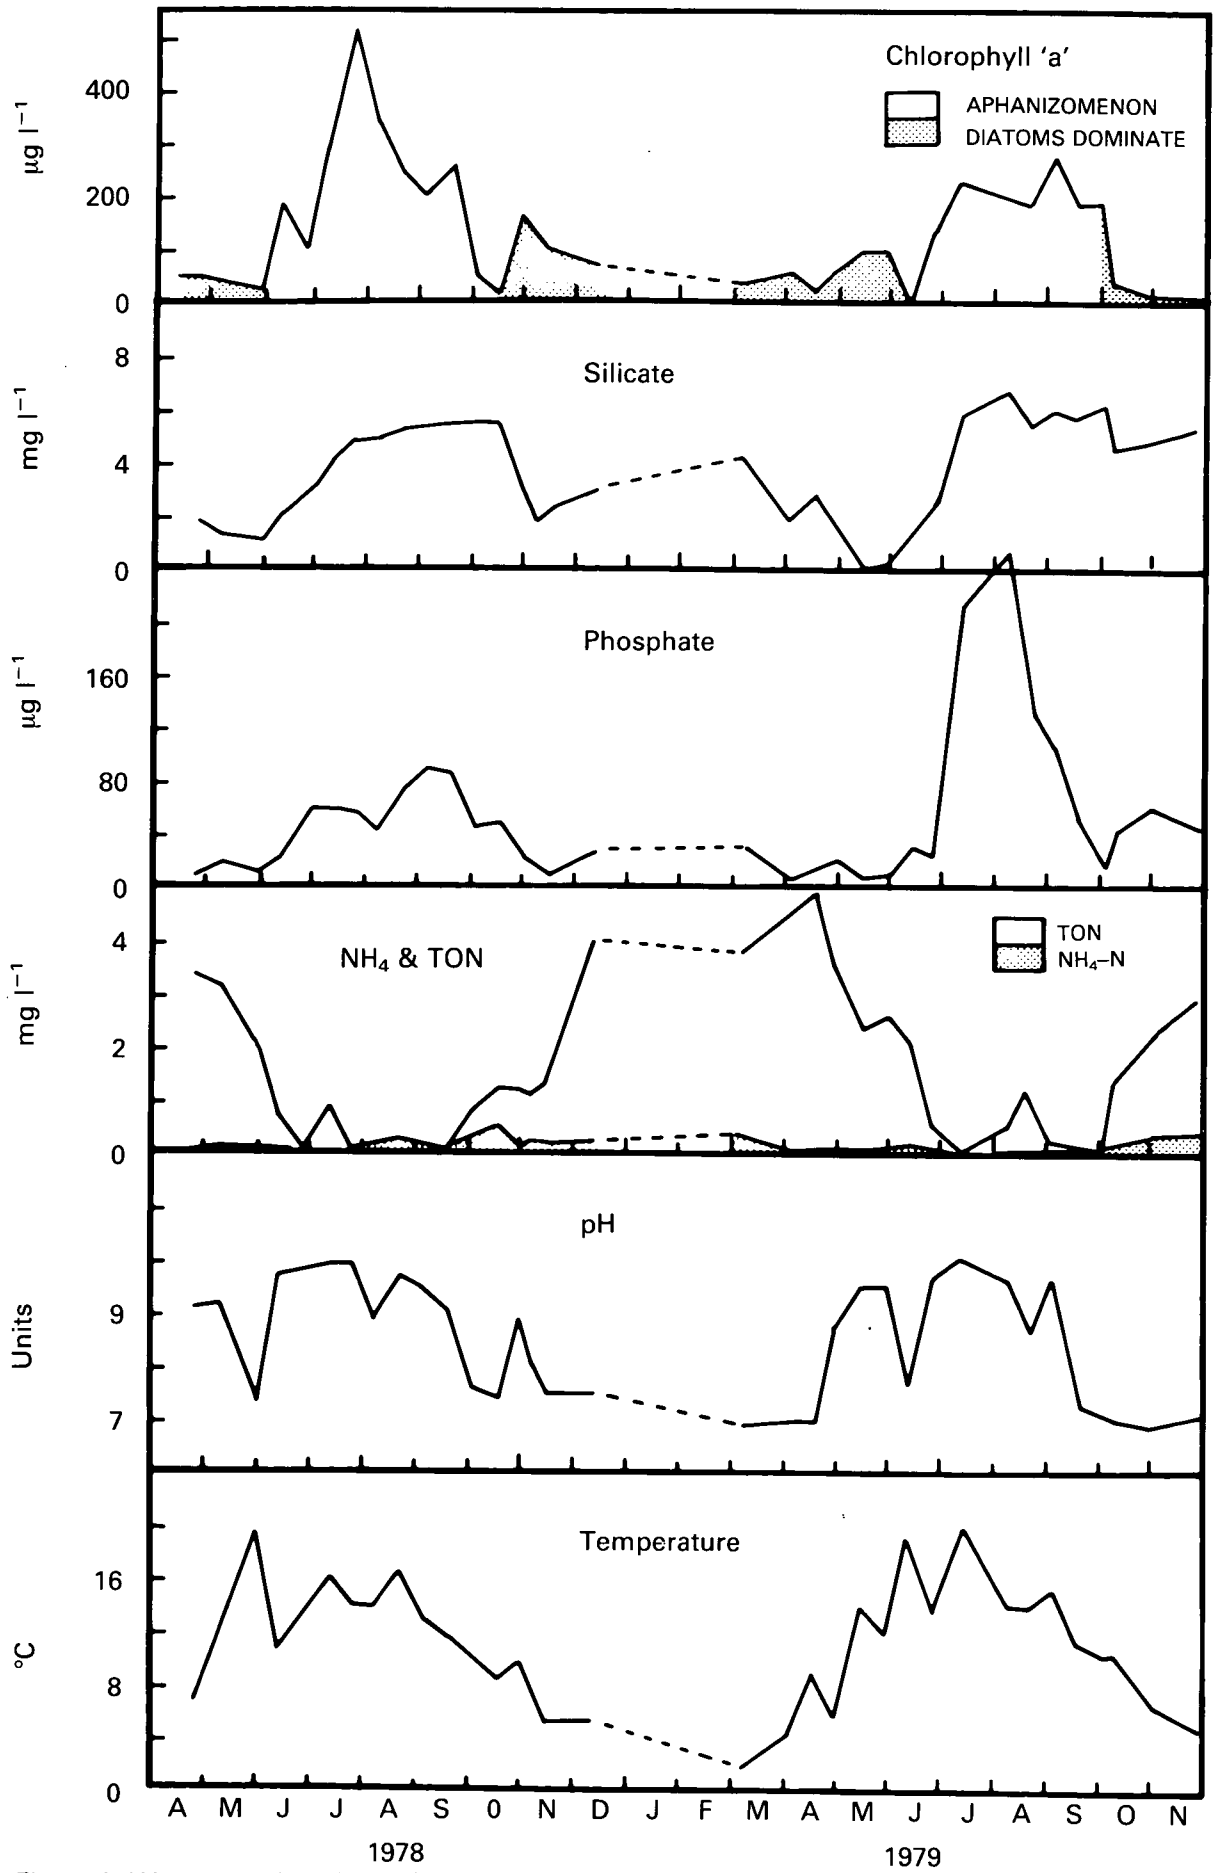 Chlorophyll 'a'
APHANIZOMENON
DIATOMS DOMINATE
µg l⁻¹
400
200
0
Silicate
mg l⁻¹
8
4
0
Phosphate
µg l⁻¹
160
80
0
NH₄ & TON
TON
NH₄–N
mg l⁻¹
4
2
0
pH
Units
9
7
Temperature
°C
16
8
0
A M J J A S 0 N D J F M A M J J A S O N
1978 1979